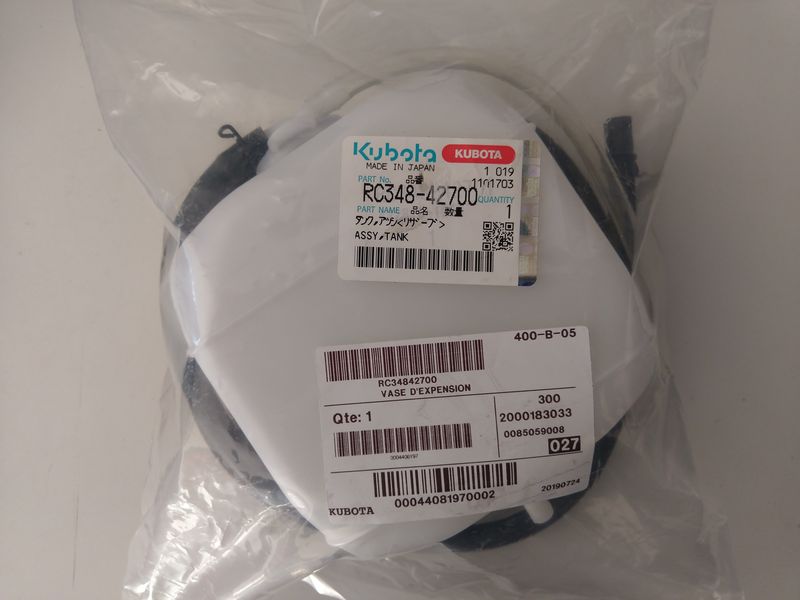 Kubota KUBOTA
MADE IN JAPAN 1 019
PART No. 品番 1101703
RC348-42700
PART NAME 品名 数量 QUANTITY
1
タンク,アツシ<リザーブ>
ASSY,TANK
400-B-05
RC34842700
VASE D'EXPENSION
300
Qte: 1 2000183033
0085059008
3004408197
027
00044081970002 20190724
KUBOTA